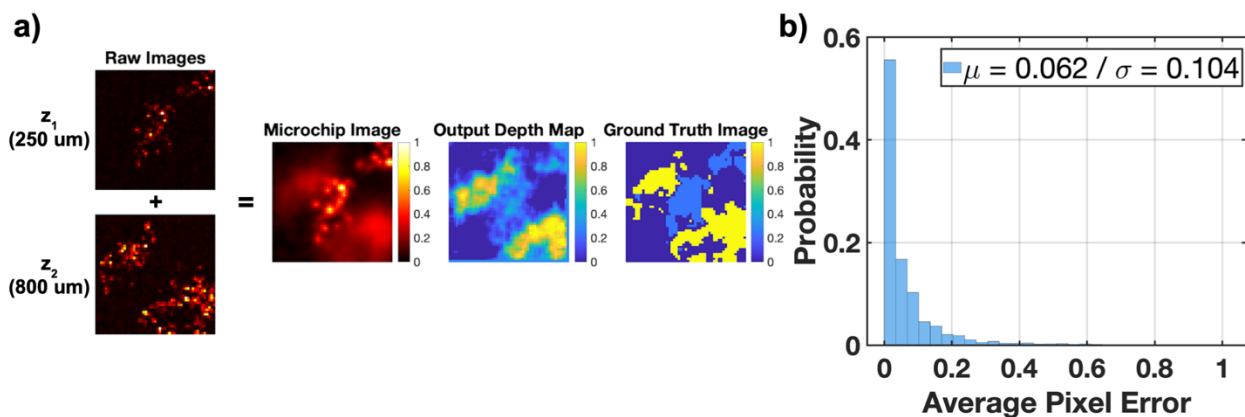 a)
Raw Images
z1
(250 um)
+
z2
(800 um)
=
Microchip Image
1
0.8
0.6
0.4
0.2
0
Output Depth Map
1
0.8
0.6
0.4
0.2
0
Ground Truth Image
1
0.8
0.6
0.4
0.2
0
b)
0.6
0.4
0.2
0
Probability
μ = 0.062 / σ = 0.104
0 0.2 0.4 0.6 0.8 1
Average Pixel Error